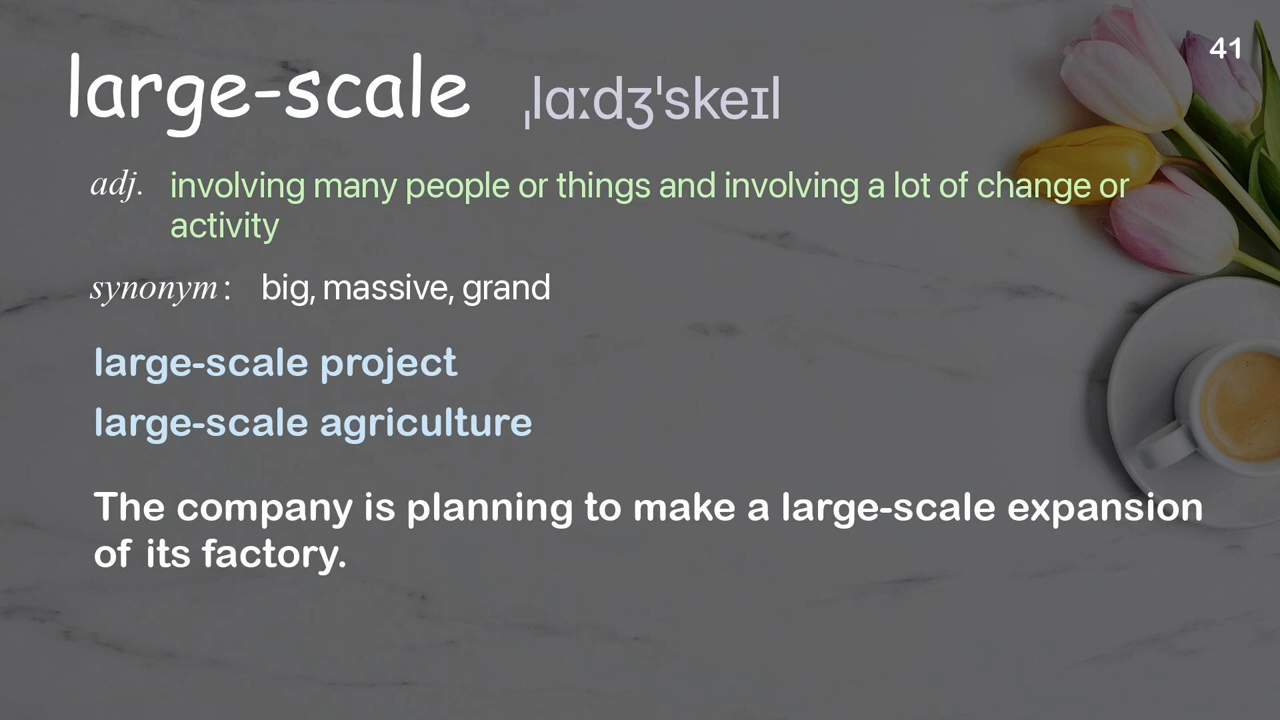 41
large-scale ˌlɑːdʒˈskeɪl
adj. involving many people or things and involving a lot of change or
activity
synonym: big, massive, grand
large-scale project
large-scale agriculture
The company is planning to make a large-scale expansion
of its factory.